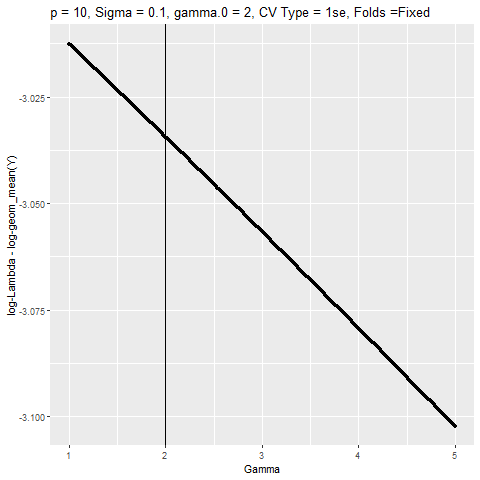 p = 10, Sigma = 0.1, gamma.0 = 2, CV Type = 1se, Folds =Fixed
log-Lambda - log-geom_mean(Y)
-3.025
-3.050
-3.075
-3.100
1 2 3 4 5
Gamma